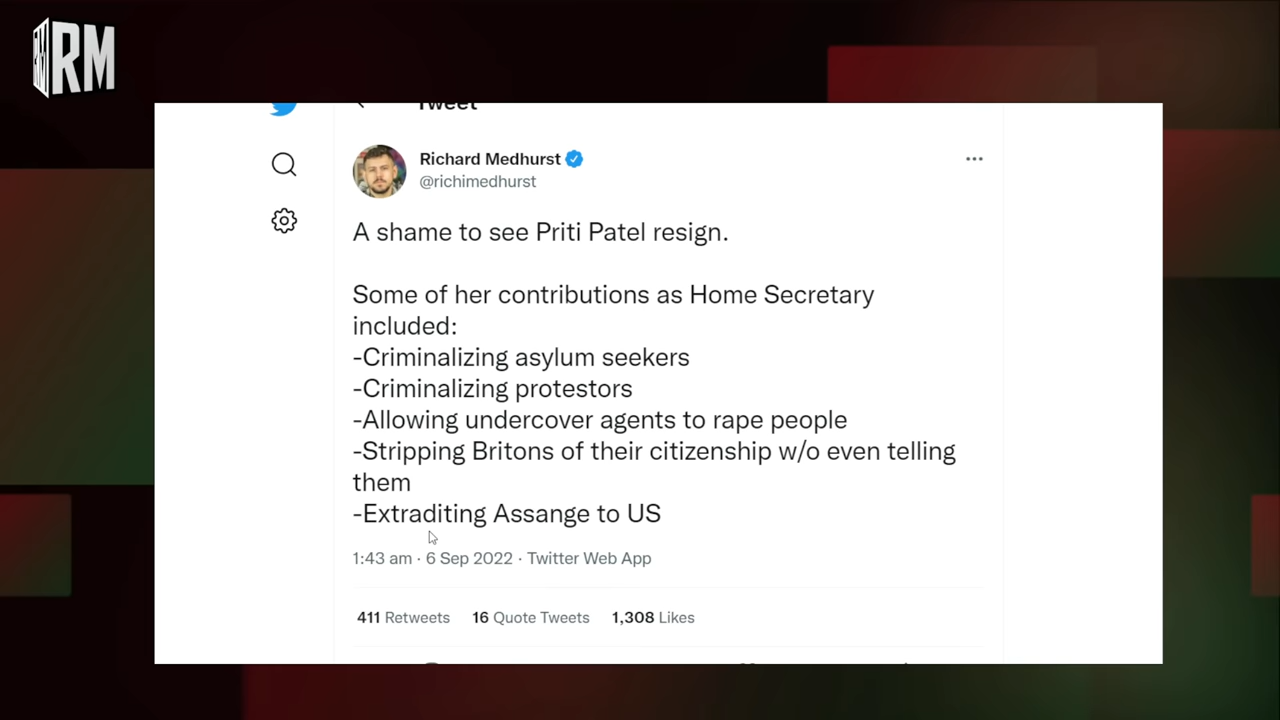 RM
Tweet
Richard Medhurst
@richimedhurst
A shame to see Priti Patel resign.
Some of her contributions as Home Secretary
included:
-Criminalizing asylum seekers
-Criminalizing protestors
-Allowing undercover agents to rape people
-Stripping Britons of their citizenship w/o even telling
them
-Extraditing Assange to US
1:43 am · 6 Sep 2022 · Twitter Web App
411 Retweets 16 Quote Tweets 1,308 Likes